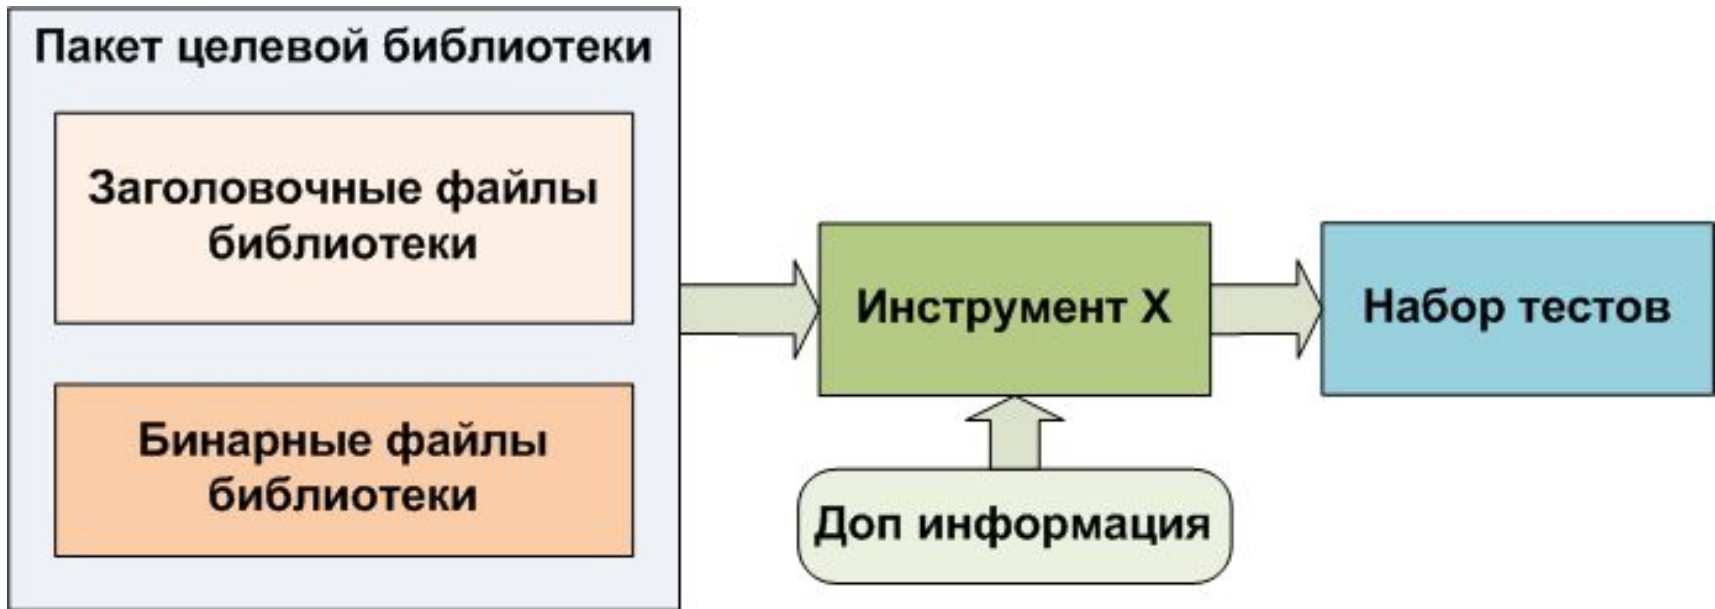 Пакет целевой библиотеки
Заголовочные файлы
библиотеки
Бинарные файлы
библиотеки
Инструмент X
Доп информация
Набор тестов